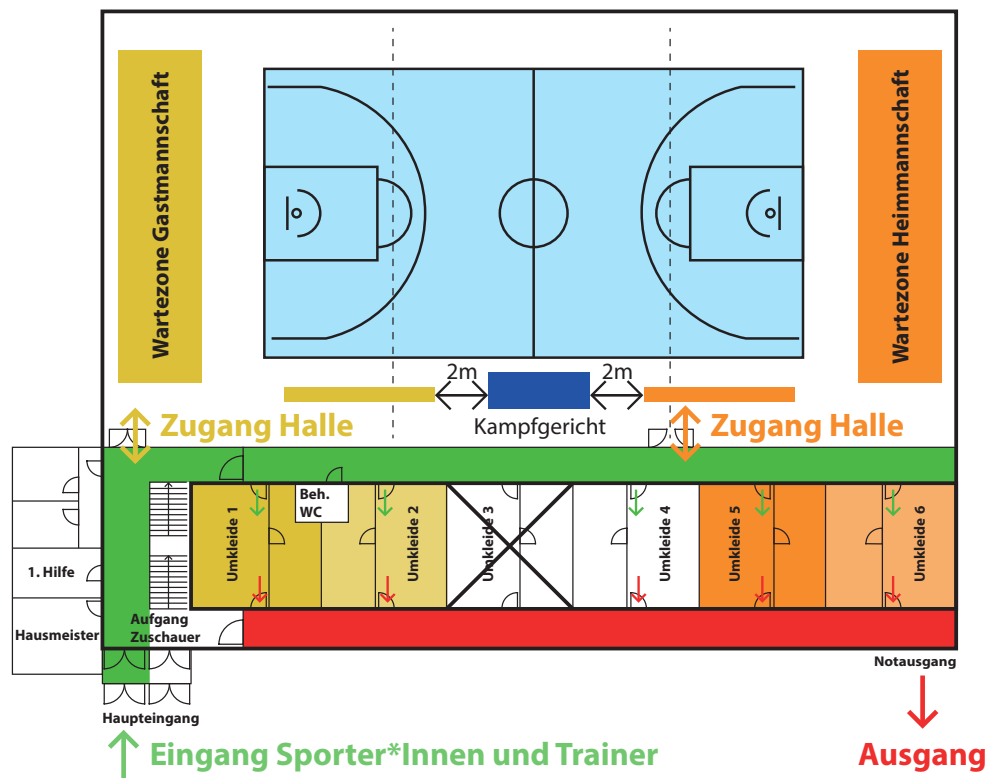 Wartezone Gastmannschaft
Wartezone Heimmannschaft
2m
2m
Kampfgericht
Zugang Halle
Zugang Halle
Beh.
WC
Umkleide 1
Umkleide 2
Umkleide 3
Umkleide 4
Umkleide 5
Umkleide 6
1. Hilfe
Hausmeister
Aufgang
Zuschauer
Notausgang
Haupteingang
Eingang Sporter*Innen und Trainer
Ausgang